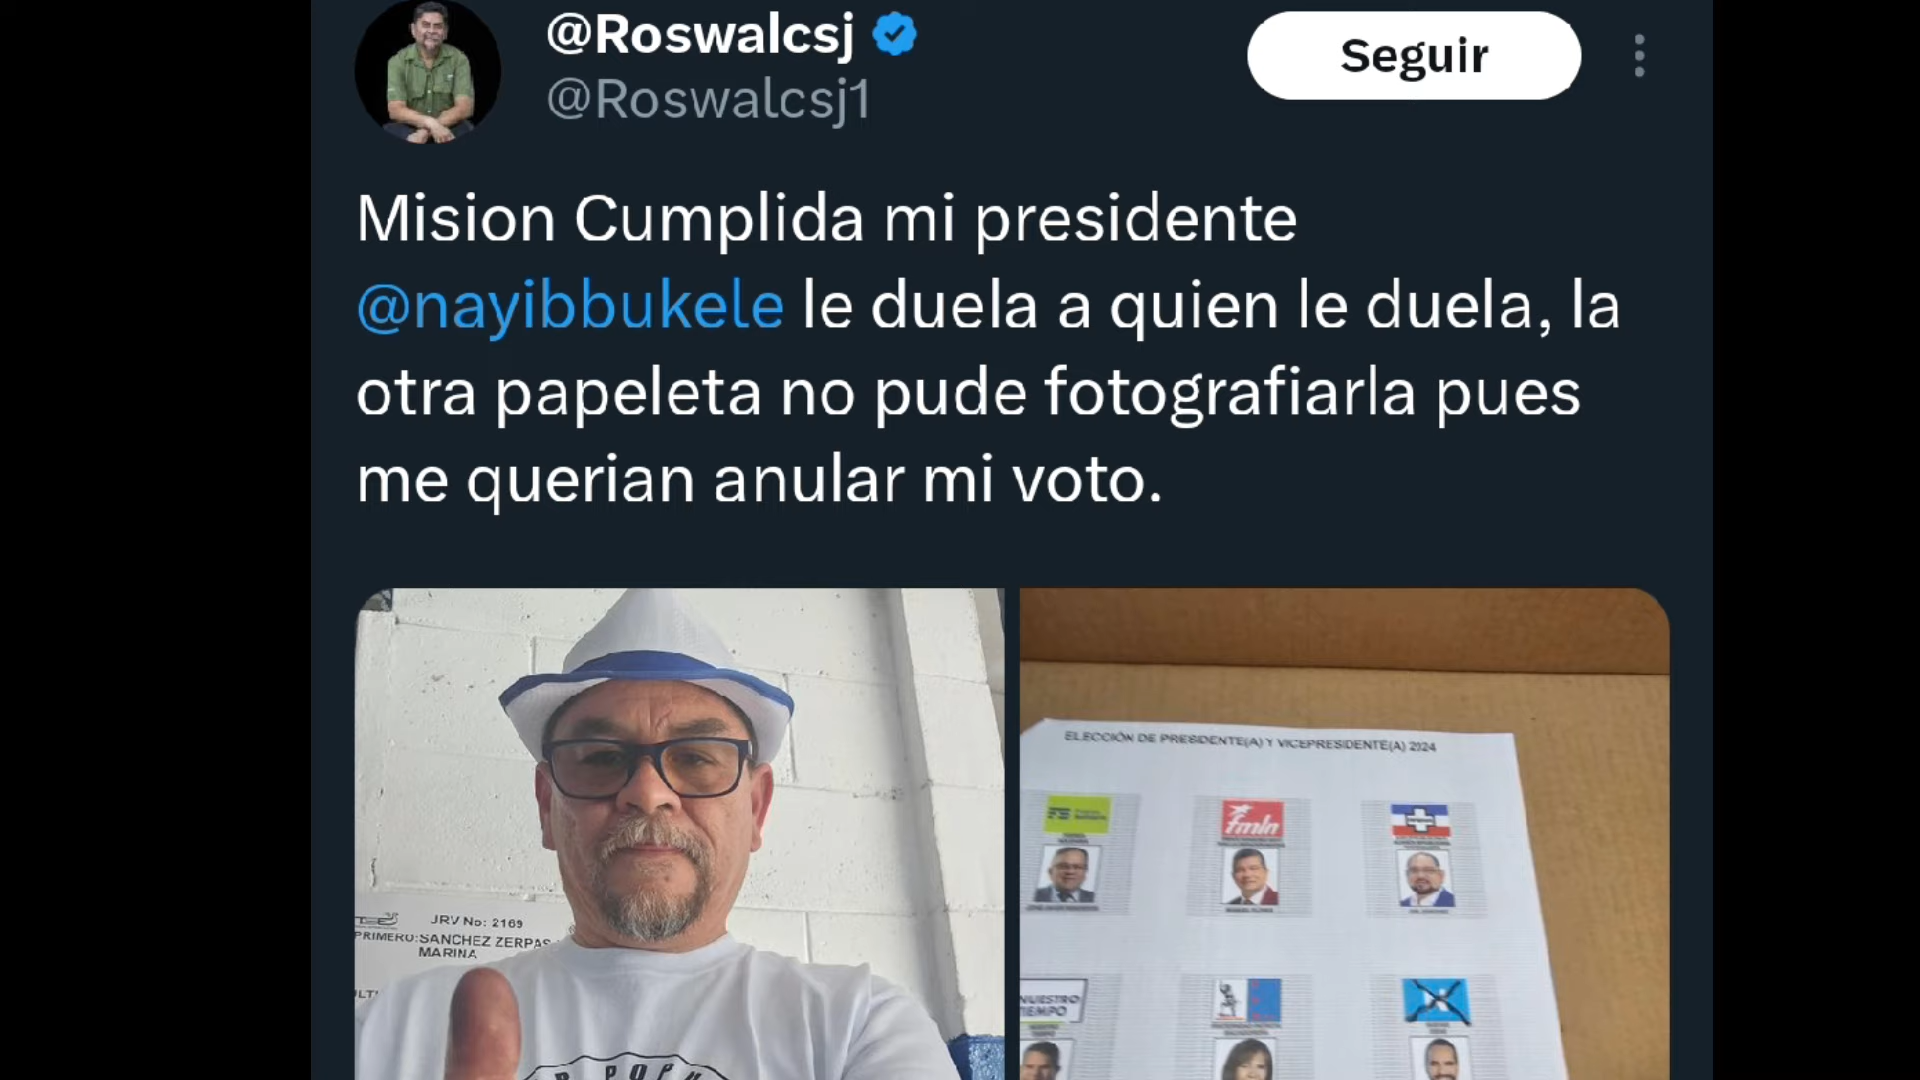 @Roswalcsj
@Roswalcsj1
Seguir
Mision Cumplida mi presidente
@nayibbukele le duela a quien le duela, la
otra papeleta no pude fotografiarla pues
me querian anular mi voto.
JRV No: 2169
PRIMERO: SANCHEZ ZERPAS
MARINA
ELECCIÓN DE PRESIDENTE(A) Y VICEPRESIDENTE(A) 2024
fmln
NUESTRO
TIEMPO